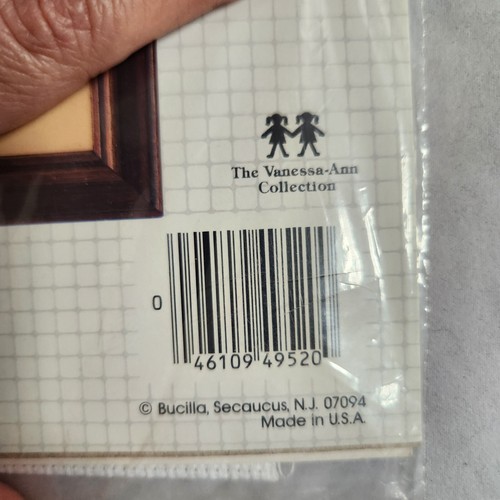 The Vanessa-Ann
Collection
0 46109 49520
© Bucilla, Secaucus, N.J. 07094
Made in U.S.A.